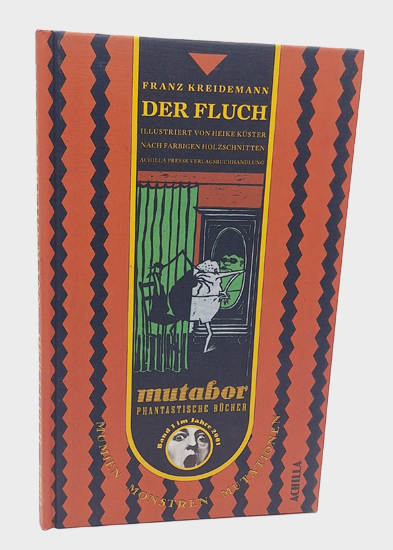 FRANZ KREIDEMANN
DER FLUCH
ILLUSTRIERT VON HEIKE KÜSTER
NACH FARBIGEN HOLZSCHNITTEN
ACHILLA PRESSE VERLAGSBUCHHANDLUNG
mutabor
PHANTASTISCHE BÜCHER
Band 1 im Jahre 2001
MUMIEN MONSTREN MUTATIONEN
ACHILLA